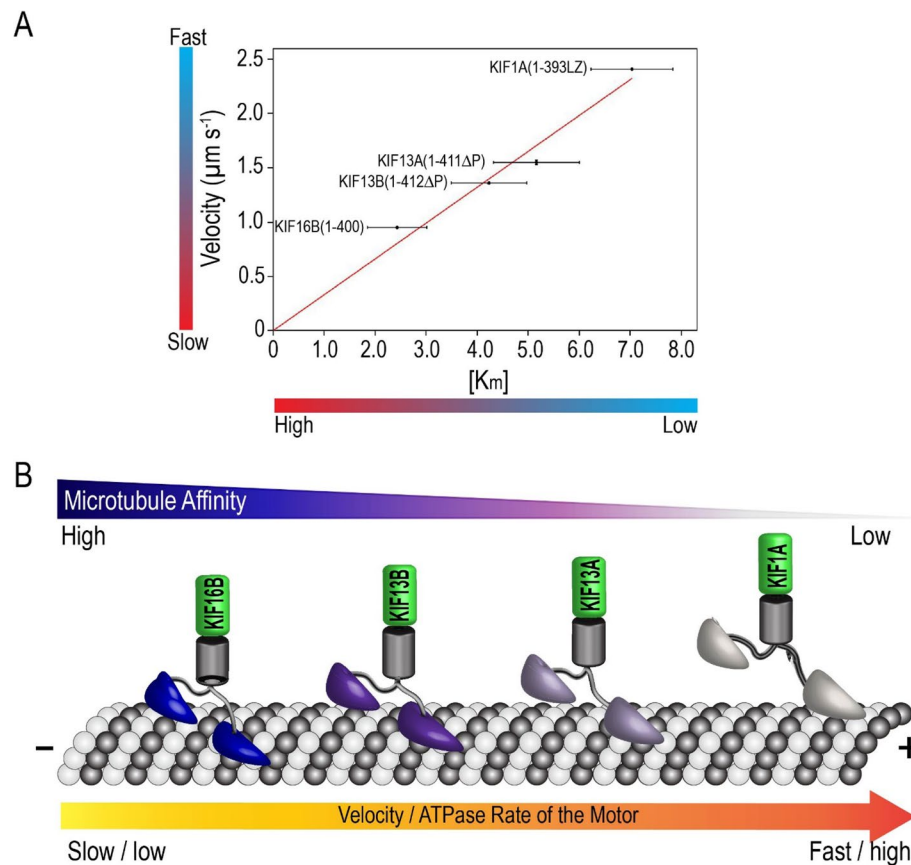 A
Fast
Velocity (μm s⁻¹)
Slow
2.5
2.0
1.5
1.0
0.5
0
KIF1A(1-393LZ)
KIF13A(1-411ΔP)
KIF13B(1-412ΔP)
KIF16B(1-400)
0 1.0 2.0 3.0 4.0 5.0 6.0 7.0 8.0
[Km]
High Low
B
Microtubule Affinity
High Low
KIF16B KIF13B KIF13A KIF1A
– +
Velocity / ATPase Rate of the Motor
Slow / low Fast / high